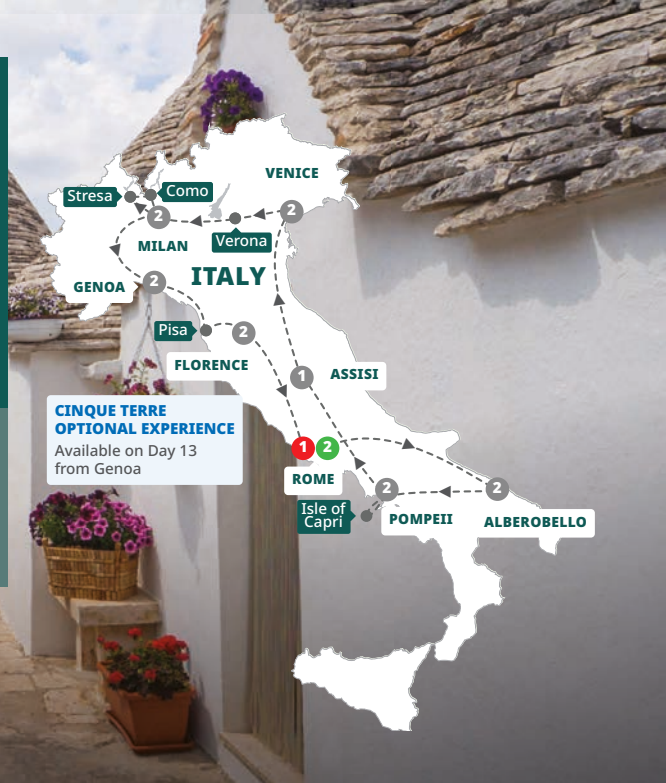 VENICE
Stresa
Como
2
2
MILAN
Verona
GENOA
2
ITALY
Pisa
2
FLORENCE
1
ASSISI
CINQUE TERRE
OPTIONAL EXPERIENCE
Available on Day 13
from Genoa
1
2
ROME
2
2
Isle of
Capri
POMPEII
ALBEROBELLO